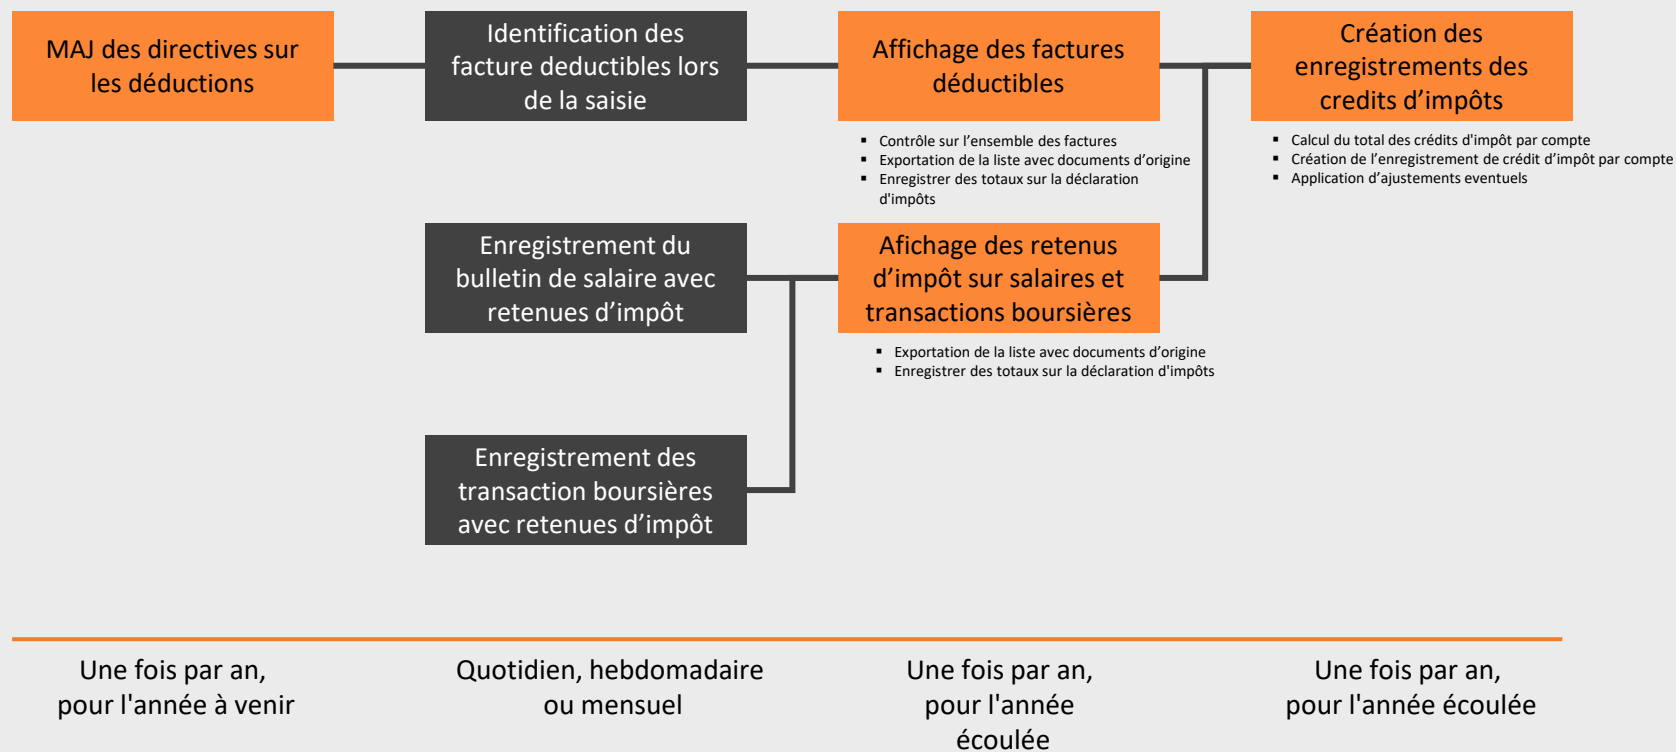 MAJ des directives sur
les déductions
Identification des
facture deductibles lors
de la saisie
Affichage des factures
déductibles
Création des
enregistrements des
credits d’impôts
▪ Contrôle sur l’ensemble des factures
▪ Exportation de la liste avec documents d’origine
▪ Enregistrer des totaux sur la déclaration
d'impôts
▪ Calcul du total des crédits d'impôt par compte
▪ Création de l’enregistrement de crédit d’impôt par compte
▪ Application d’ajustements eventuels
Enregistrement du
bulletin de salaire avec
retenues d’impôt
Afichage des retenus
d’impôt sur salaires et
transactions boursières
▪ Exportation de la liste avec documents d’origine
▪ Enregistrer des totaux sur la déclaration d'impôts
Enregistrement des
transaction boursières
avec retenues d’impôt
Une fois par an,
pour l'année à venir
Quotidien, hebdomadaire
ou mensuel
Une fois par an,
pour l'année
écoulée
Une fois par an,
pour l'année écoulée